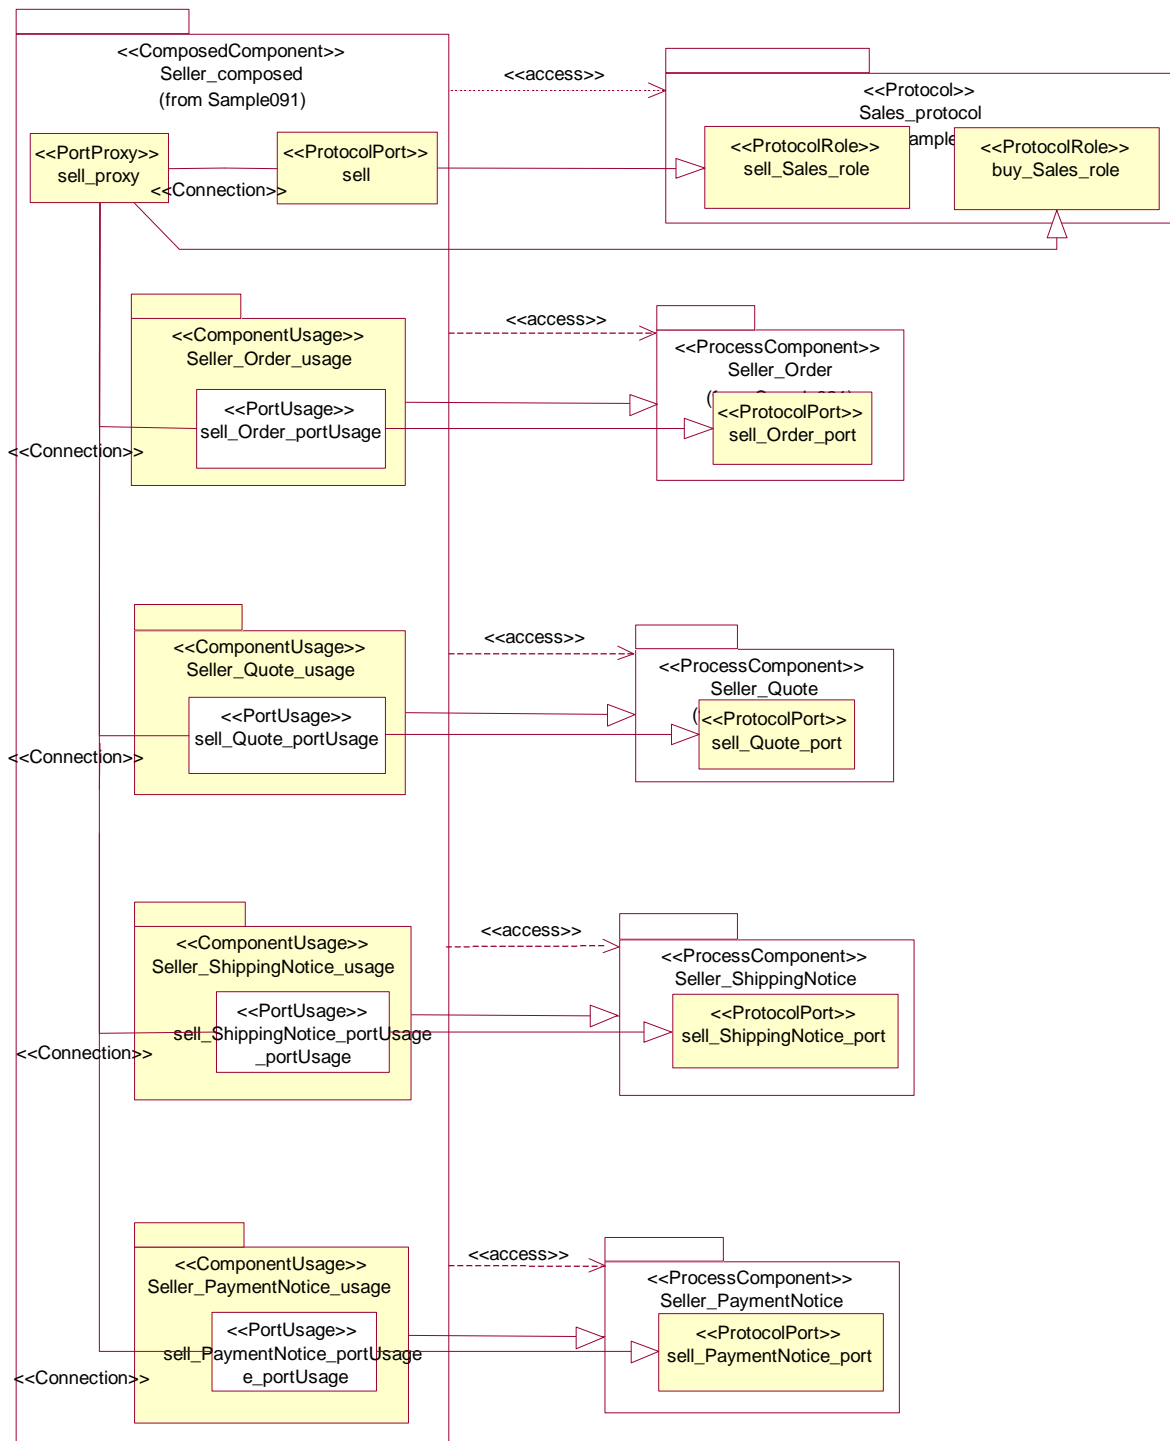 <<ComposedComponent>>
Seller_composed
(from Sample091)
<<access>>
<<Protocol>>
Sales_protocol
ample
<<PortProxy>>
sell_proxy
<<Connection>>
<<ProtocolPort>>
sell
<<ProtocolRole>>
sell_Sales_role
<<ProtocolRole>>
buy_Sales_role
<<ComponentUsage>>
Seller_Order_usage
<<access>>
<<ProcessComponent>>
Seller_Order
<<PortUsage>>
sell_Order_portUsage
<<ProtocolPort>>
sell_Order_port
<<Connection>>
<<ComponentUsage>>
Seller_Quote_usage
<<access>>
<<ProcessComponent>>
Seller_Quote
(
<<PortUsage>>
sell_Quote_portUsage
<<ProtocolPort>>
sell_Quote_port
<<Connection>>
<<ComponentUsage>>
Seller_ShippingNotice_usage
<<access>>
<<ProcessComponent>>
Seller_ShippingNotice
<<PortUsage>>
sell_ShippingNotice_portUsage
_portUsage
<<ProtocolPort>>
sell_ShippingNotice_port
<<Connection>>
<<ComponentUsage>>
Seller_PaymentNotice_usage
<<access>>
<<ProcessComponent>>
Seller_PaymentNotice
<<PortUsage>>
sell_PaymentNotice_portUsage
e_portUsage
<<ProtocolPort>>
sell_PaymentNotice_port
<<Connection>>